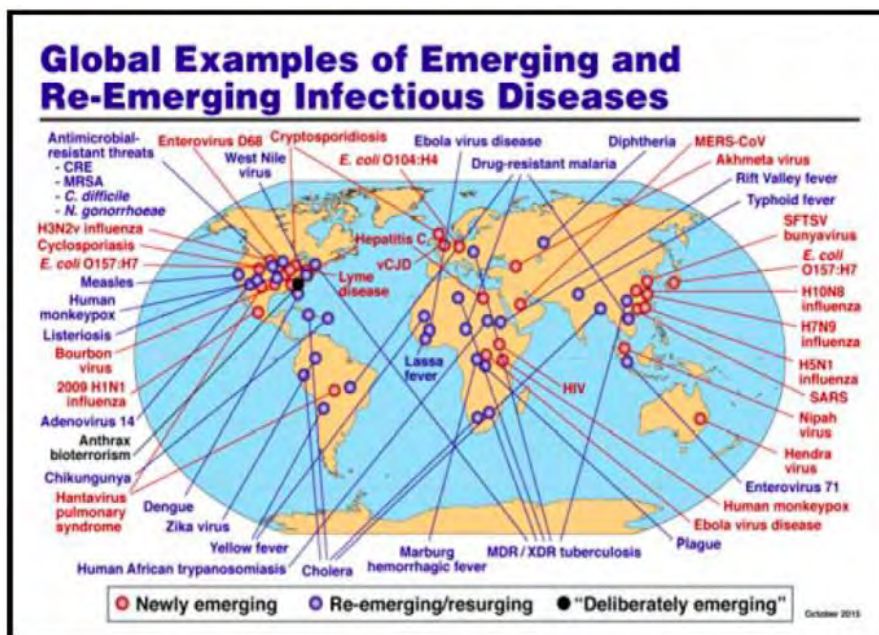 Global Examples of Emerging and
Re-Emerging Infectious Diseases
Antimicrobial-
resistant threats
- CRE
- MRSA
- C. difficile
- N. gonorrhoeae
Enterovirus D68
Cryptosporidiosis
West Nile
virus
E. coli O104:H4
Ebola virus disease
Drug-resistant malaria
Diphtheria
MERS-CoV
Akhmeta virus
Rift Valley fever
Typhoid fever
SFTSV
bunyavirus
E. coli
O157:H7
H10N8
influenza
H7N9
influenza
H5N1
influenza
SARS
Nipah
virus
Hendra
virus
Enterovirus 71
Human monkeypox
Ebola virus disease
Plague
H3N2v influenza
Cyclosporiasis
E. coli O157:H7
Measles
Human
monkeypox
Listeriosis
Bourbon
virus
2009 H1N1
influenza
Adenovirus 14
Anthrax
bioterrorism
Chikungunya
Hantavirus
pulmonary
syndrome
Hepatitis C
vCJD
Lyme
disease
Lassa
fever
HIV
Dengue
Zika virus
Yellow fever
Human African trypanosomiasis
Cholera
Marburg
hemorrhagic fever
MDR/XDR tuberculosis
Newly emerging
Re-emerging/resurging
"Deliberately emerging"
October 2015